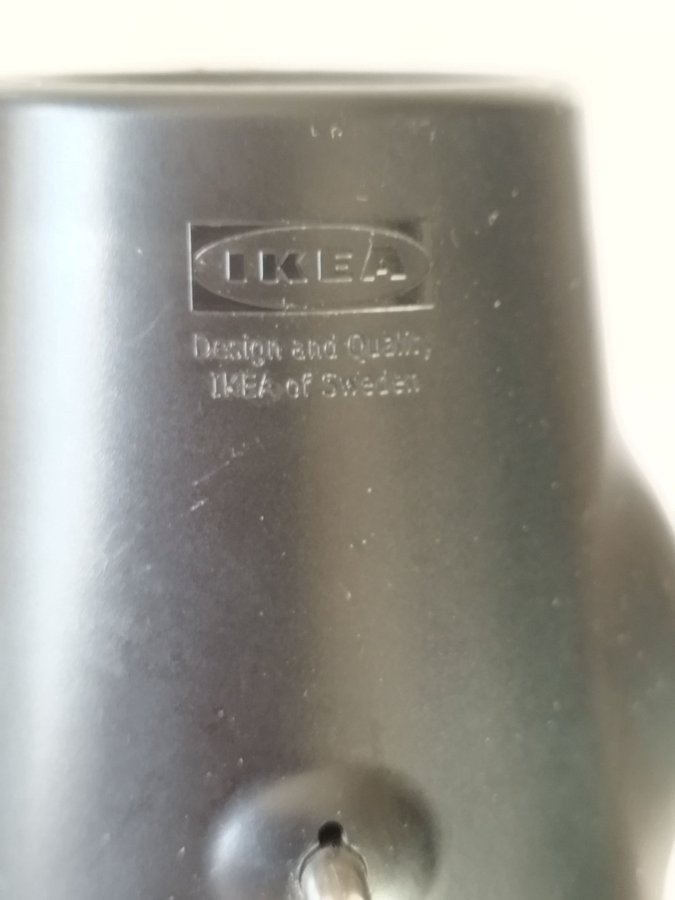 IKEA
Design and Quality
IKEA of Sweden